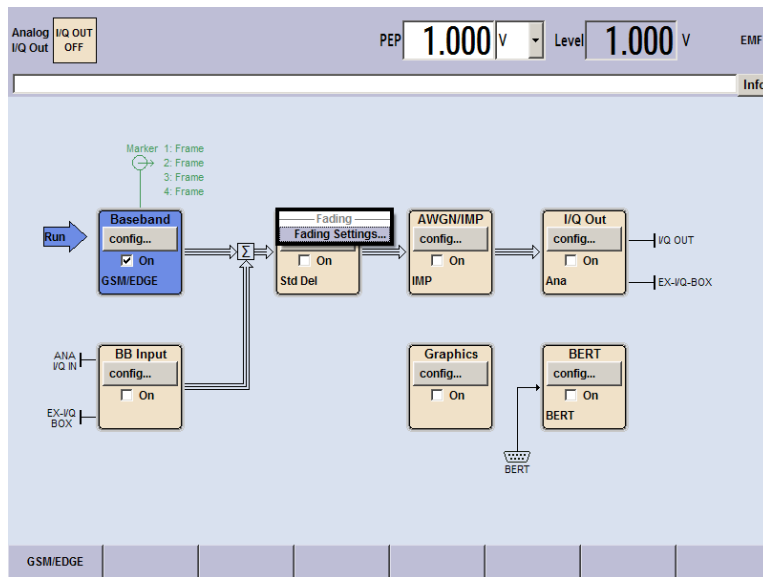 Analog I/Q Out
I/Q OUT OFF
PEP 1.000 V Level 1.000 V EMF
Info
Marker 1: Frame
2: Frame
3: Frame
4: Frame
Run
Baseband
config...
On
GSM/EDGE
Σ
Fading
Fading Settings...
On
Std Del
AWGN/IMP
config...
On
IMP
I/Q Out
config...
On
Ana
I/Q OUT
EX-I/Q-BOX
ANA I/Q IN
EX-I/Q BOX
BB Input
config...
On
Graphics
config...
On
BERT
config...
On
BERT
BERT
GSM/EDGE